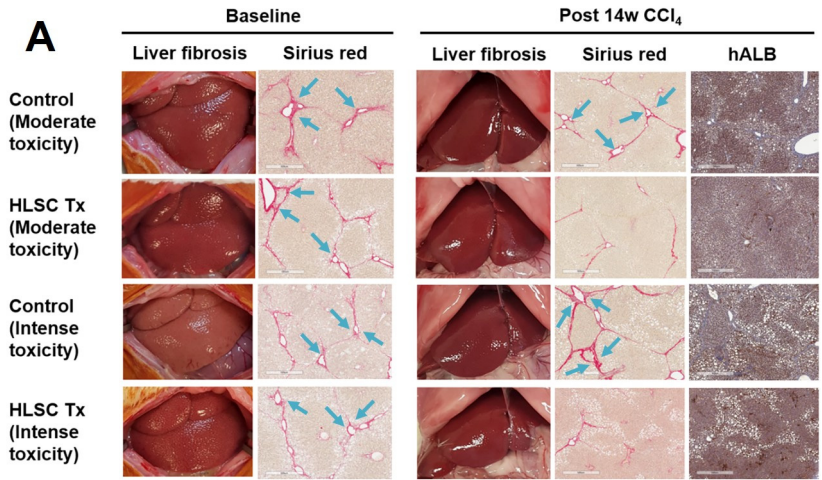 A
Baseline
Post 14w CCl4
Liver fibrosis
Sirius red
Liver fibrosis
Sirius red
hALB
Control
(Moderate
toxicity)
HLSC Tx
(Moderate
toxicity)
Control
(Intense
toxicity)
HLSC Tx
(Intense
toxicity)